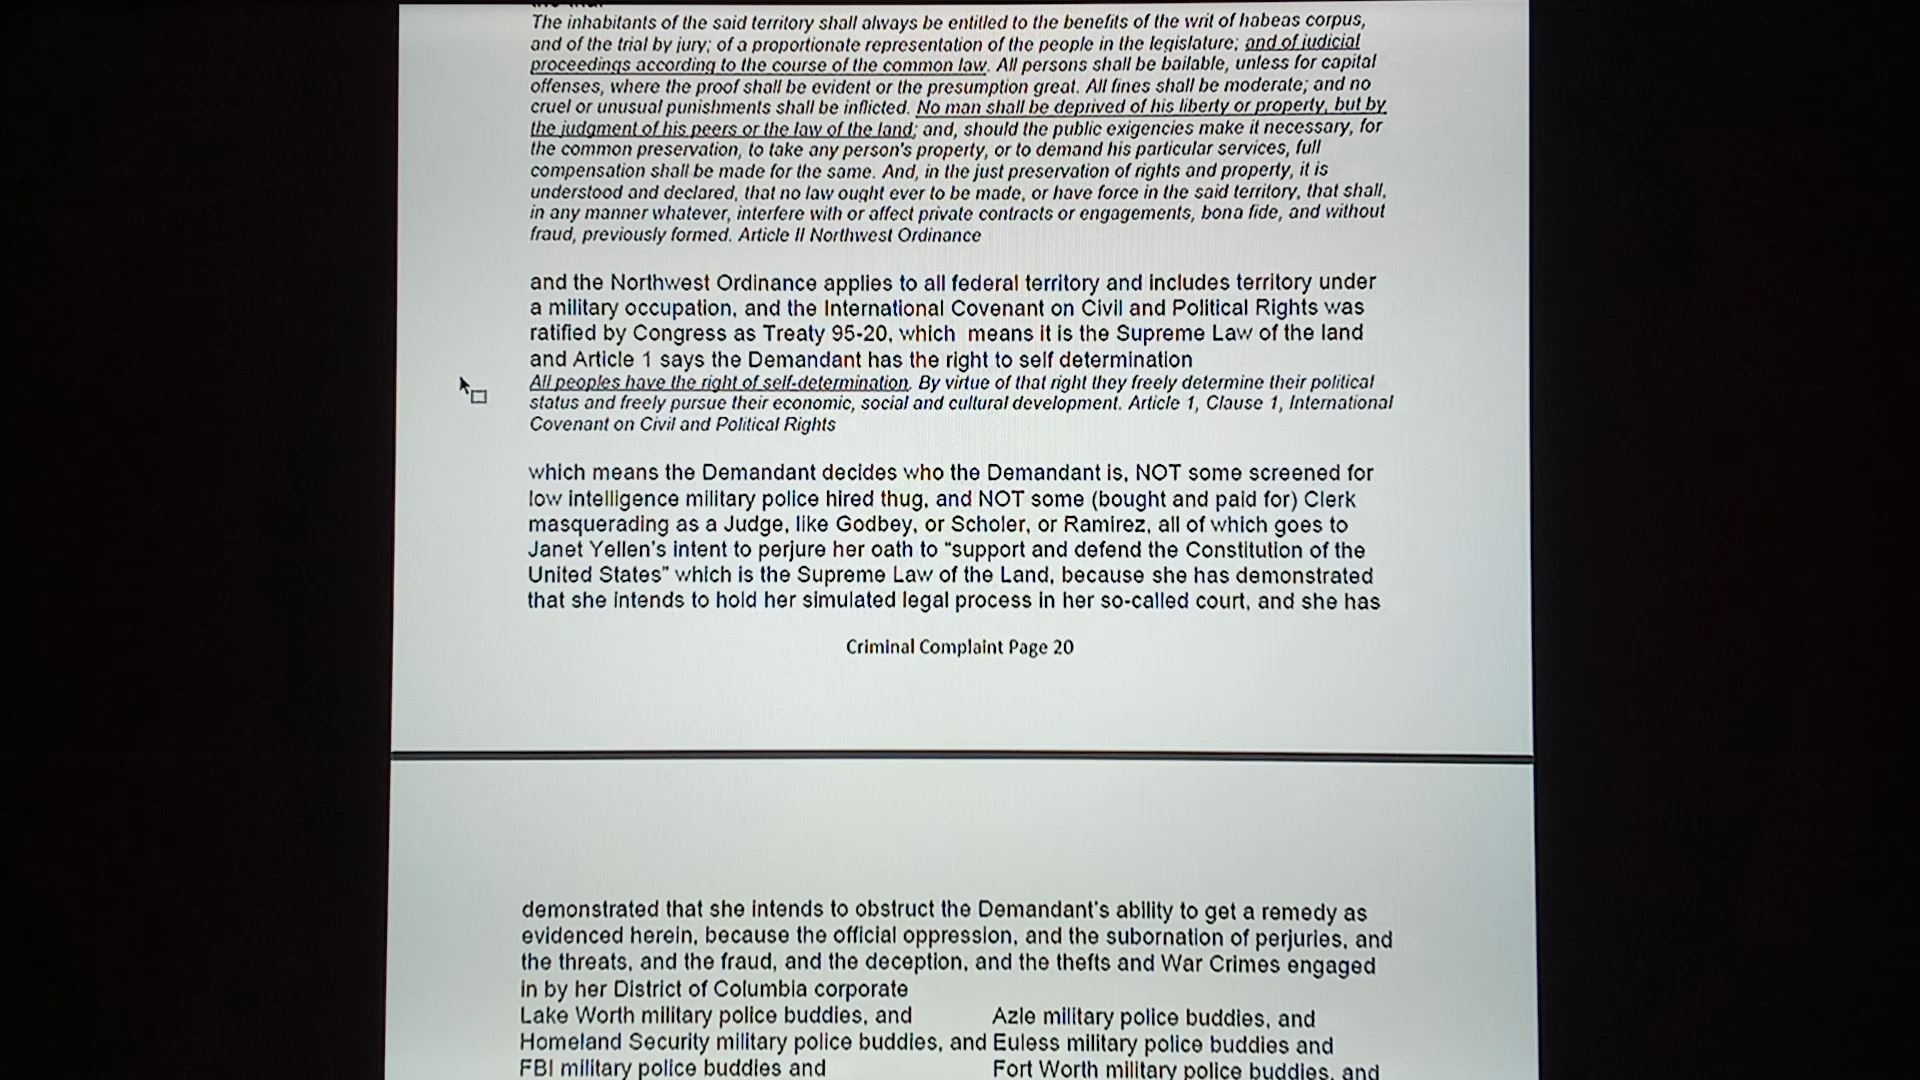 The inhabitants of the said territory shall always be entitled to the benefits of the writ of habeas corpus,
and of the trial by jury; of a proportionate representation of the people in the legislature; and of judicial
proceedings according to the course of the common law. All persons shall be bailable, unless for capital
offenses, where the proof shall be evident or the presumption great. All fines shall be moderate; and no
cruel or unusual punishments shall be inflicted. No man shall be deprived of his liberty or property, but by
the judgment of his peers or the law of the land; and, should the public exigencies make it necessary, for
the common preservation, to take any person's property, or to demand his particular services, full
compensation shall be made for the same. And, in the just preservation of rights and property, it is
understood and declared, that no law ought ever to be made, or have force in the said territory, that shall,
in any manner whatever, interfere with or affect private contracts or engagements, bona fide, and without
fraud, previously formed. Article II Northwest Ordinance
and the Northwest Ordinance applies to all federal territory and includes territory under
a military occupation, and the International Covenant on Civil and Political Rights was
ratified by Congress as Treaty 95-20, which means it is the Supreme Law of the land
and Article 1 says the Demandant has the right to self determination
All peoples have the right of self-determination. By virtue of that right they freely determine their political
status and freely pursue their economic, social and cultural development. Article 1, Clause 1, International
Covenant on Civil and Political Rights
which means the Demandant decides who the Demandant is, NOT some screened for
low intelligence military police hired thug, and NOT some (bought and paid for) Clerk
masquerading as a Judge, like Godbey, or Scholer, or Ramirez, all of which goes to
Janet Yellen's intent to perjure her oath to “support and defend the Constitution of the
United States” which is the Supreme Law of the Land, because she has demonstrated
that she intends to hold her simulated legal process in her so-called court, and she has
Criminal Complaint Page 20
demonstrated that she intends to obstruct the Demandant's ability to get a remedy as
evidenced herein, because the official oppression, and the subornation of perjuries, and
the threats, and the fraud, and the deception, and the thefts and War Crimes engaged
in by her District of Columbia corporate
Lake Worth military police buddies, and Azle military police buddies, and
Homeland Security military police buddies, and Euless military police buddies and
FBI military police buddies and Fort Worth military police buddies, and